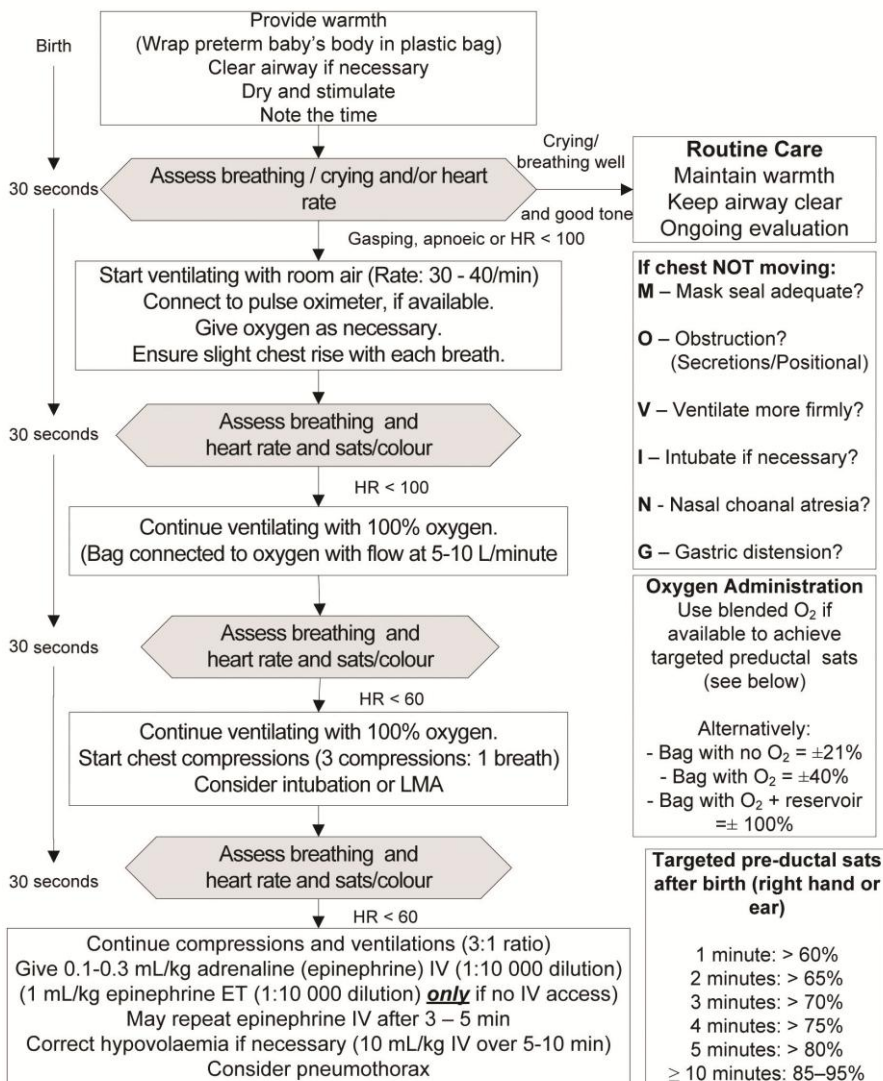 Provide warmth
(Wrap preterm baby's body in plastic bag)
Clear airway if necessary
Dry and stimulate
Note the time
Birth
30 seconds
Assess breathing / crying and/or heart
rate
Crying/
breathing well
and good tone
Routine Care
Maintain warmth
Keep airway clear
Ongoing evaluation
Gasping, apnoeic or HR < 100
Start ventilating with room air (Rate: 30 - 40/min)
Connect to pulse oximeter, if available.
Give oxygen as necessary.
Ensure slight chest rise with each breath.
30 seconds
Assess breathing and
heart rate and sats/colour
HR < 100
Continue ventilating with 100% oxygen.
(Bag connected to oxygen with flow at 5-10 L/minute
30 seconds
Assess breathing and
heart rate and sats/colour
HR < 60
Continue ventilating with 100% oxygen.
Start chest compressions (3 compressions: 1 breath)
Consider intubation or LMA
30 seconds
Assess breathing and
heart rate and sats/colour
HR < 60
Continue compressions and ventilations (3:1 ratio)
Give 0.1-0.3 mL/kg adrenaline (epinephrine) IV (1:10 000 dilution)
(1 mL/kg epinephrine ET (1:10 000 dilution) only if no IV access)
May repeat epinephrine IV after 3 – 5 min
Correct hypovolaemia if necessary (10 mL/kg IV over 5-10 min)
Consider pneumothorax
If chest NOT moving:
M – Mask seal adequate?
O – Obstruction?
(Secretions/Positional)
V – Ventilate more firmly?
I – Intubate if necessary?
N - Nasal choanal atresia?
G – Gastric distension?
Oxygen Administration
Use blended O₂ if
available to achieve
targeted preductal sats
(see below)
Alternatively:
- Bag with no O₂ = ±21%
- Bag with O₂ = ±40%
- Bag with O₂ + reservoir
=± 100%
Targeted pre-ductal sats
after birth (right hand or
ear)
1 minute: > 60%
2 minutes: > 65%
3 minutes: > 70%
4 minutes: > 75%
5 minutes: > 80%
≥ 10 minutes: 85–95%